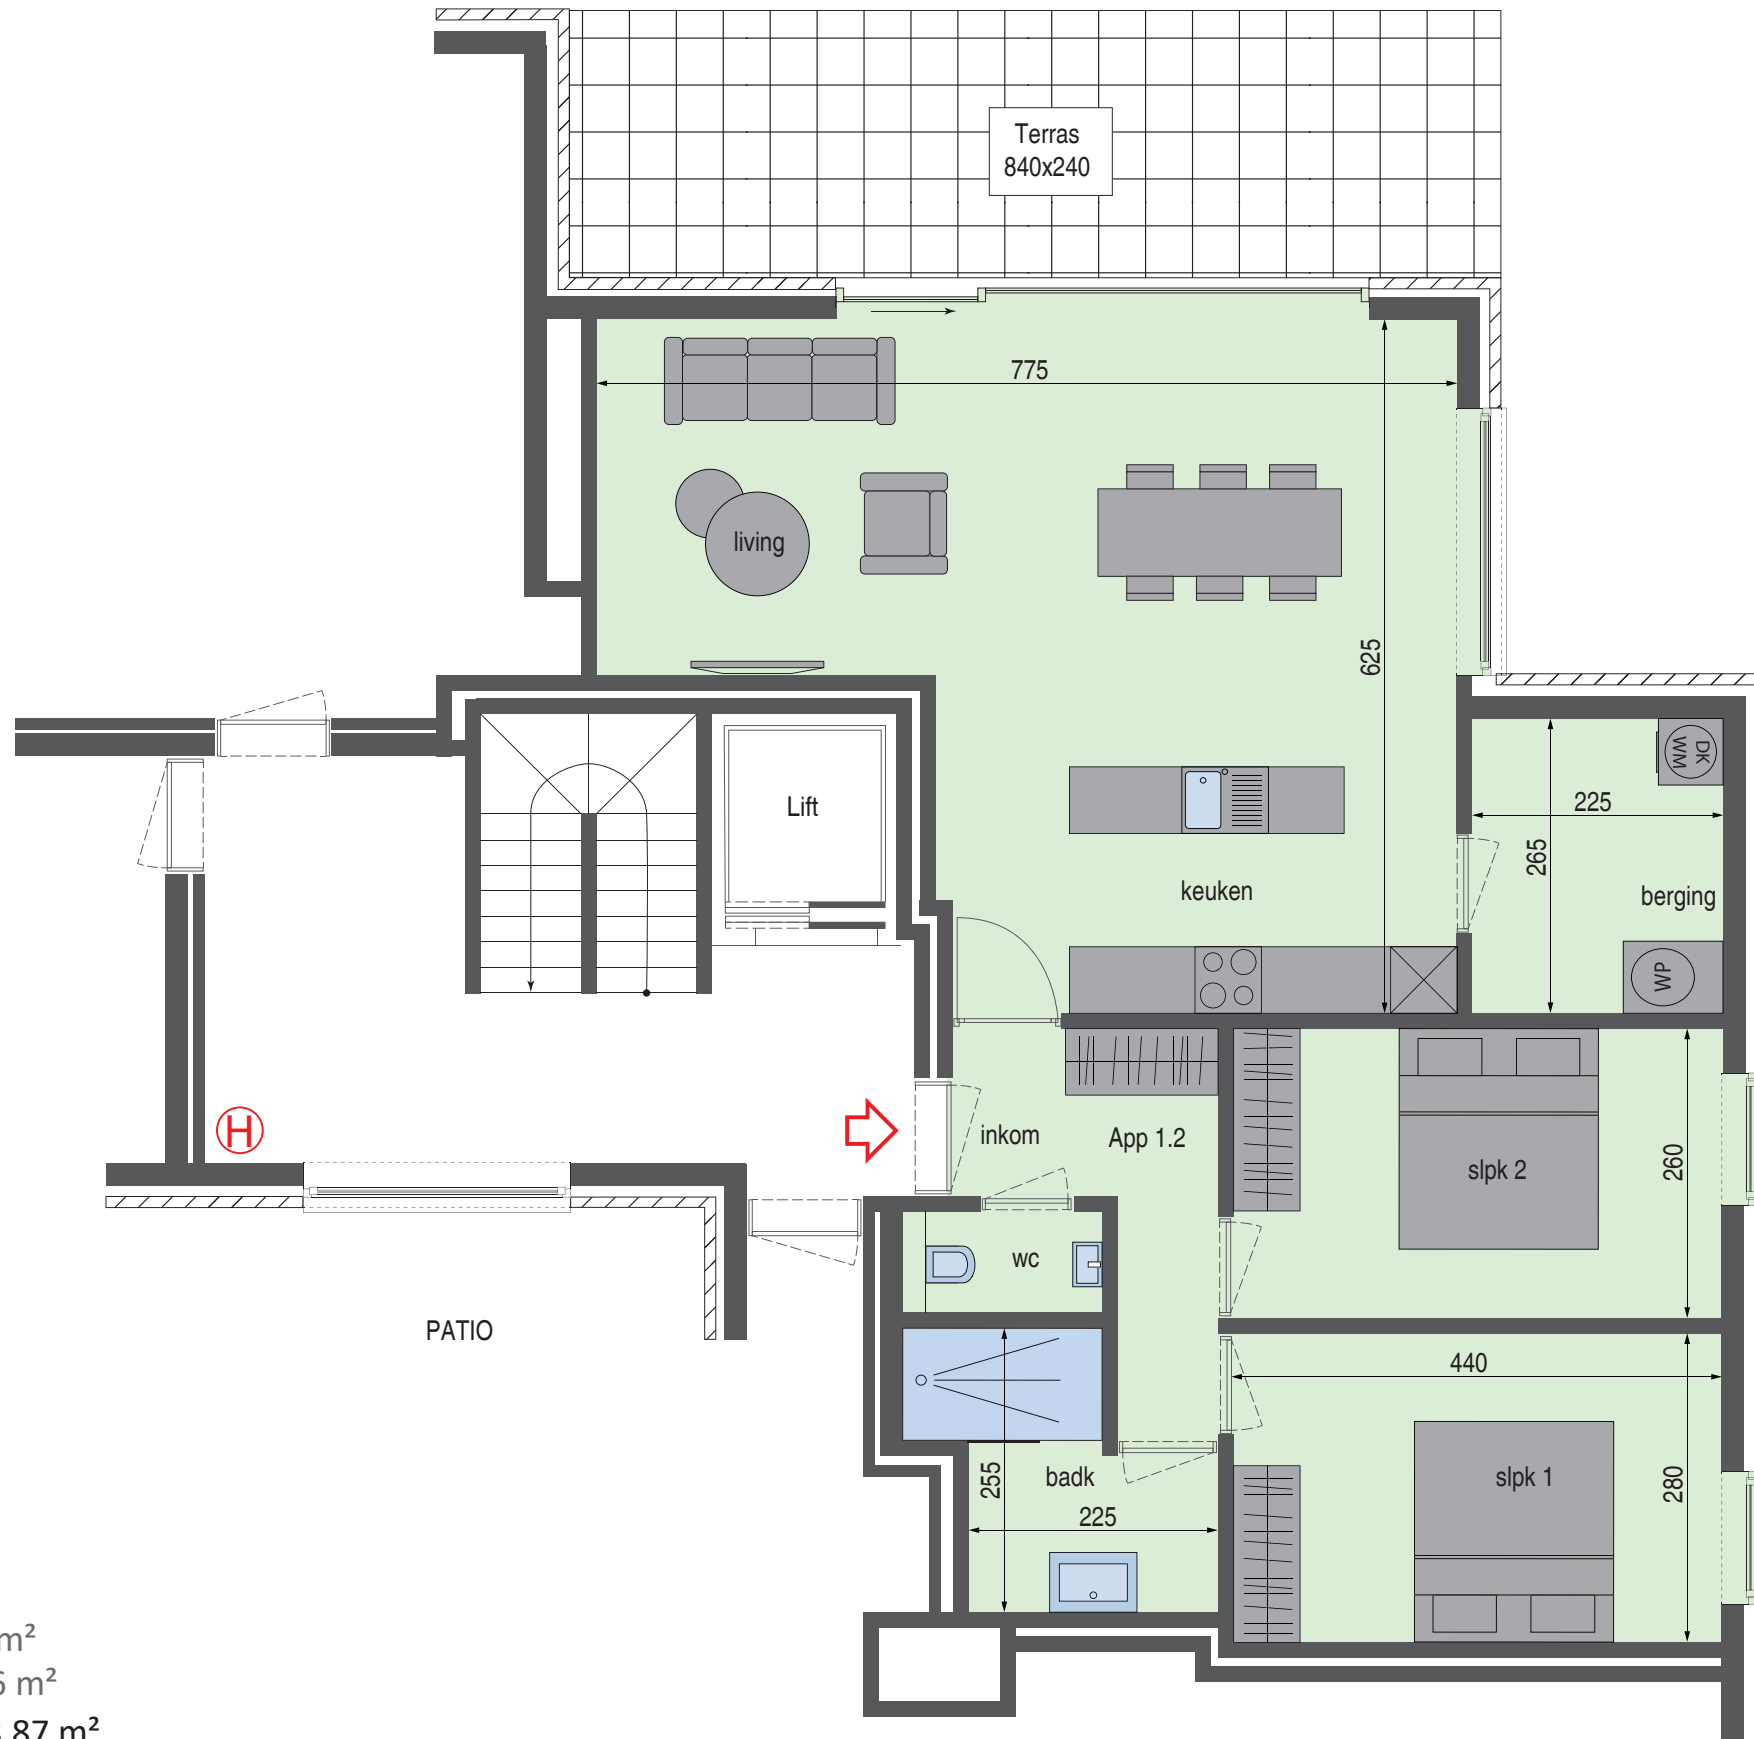 Terras
840x240
775
living
625
Lift
DK
WM
225
265
keuken
berging
WP
H
inkom
App 1.2
slpk 2
260
wc
PATIO
440
255
badk
225
slpk 1
280
m²
m²
87 m²